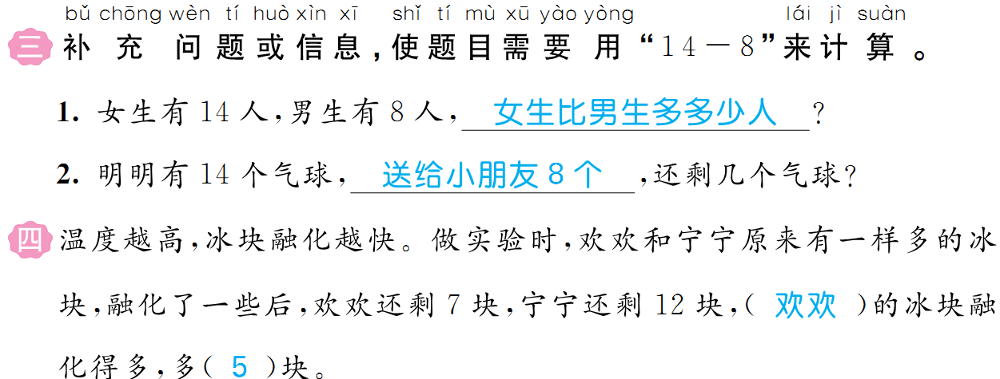 bǔ chōng wèn tí huò xìn xī shǐ tí mù xū yào yòng lái jì suàn
三 补充问题或信息,使题目需要用“14－8”来计算。
1. 女生有14人,男生有8人,女生比男生多多少人?
2. 明明有14个气球,送给小朋友8个,还剩几个气球?
四 温度越高,冰块融化越快。做实验时,欢欢和宁宁原来有一样多的冰
块,融化了一些后,欢欢还剩7块,宁宁还剩12块,( 欢欢 )的冰块融
化得多,多( 5 )块。